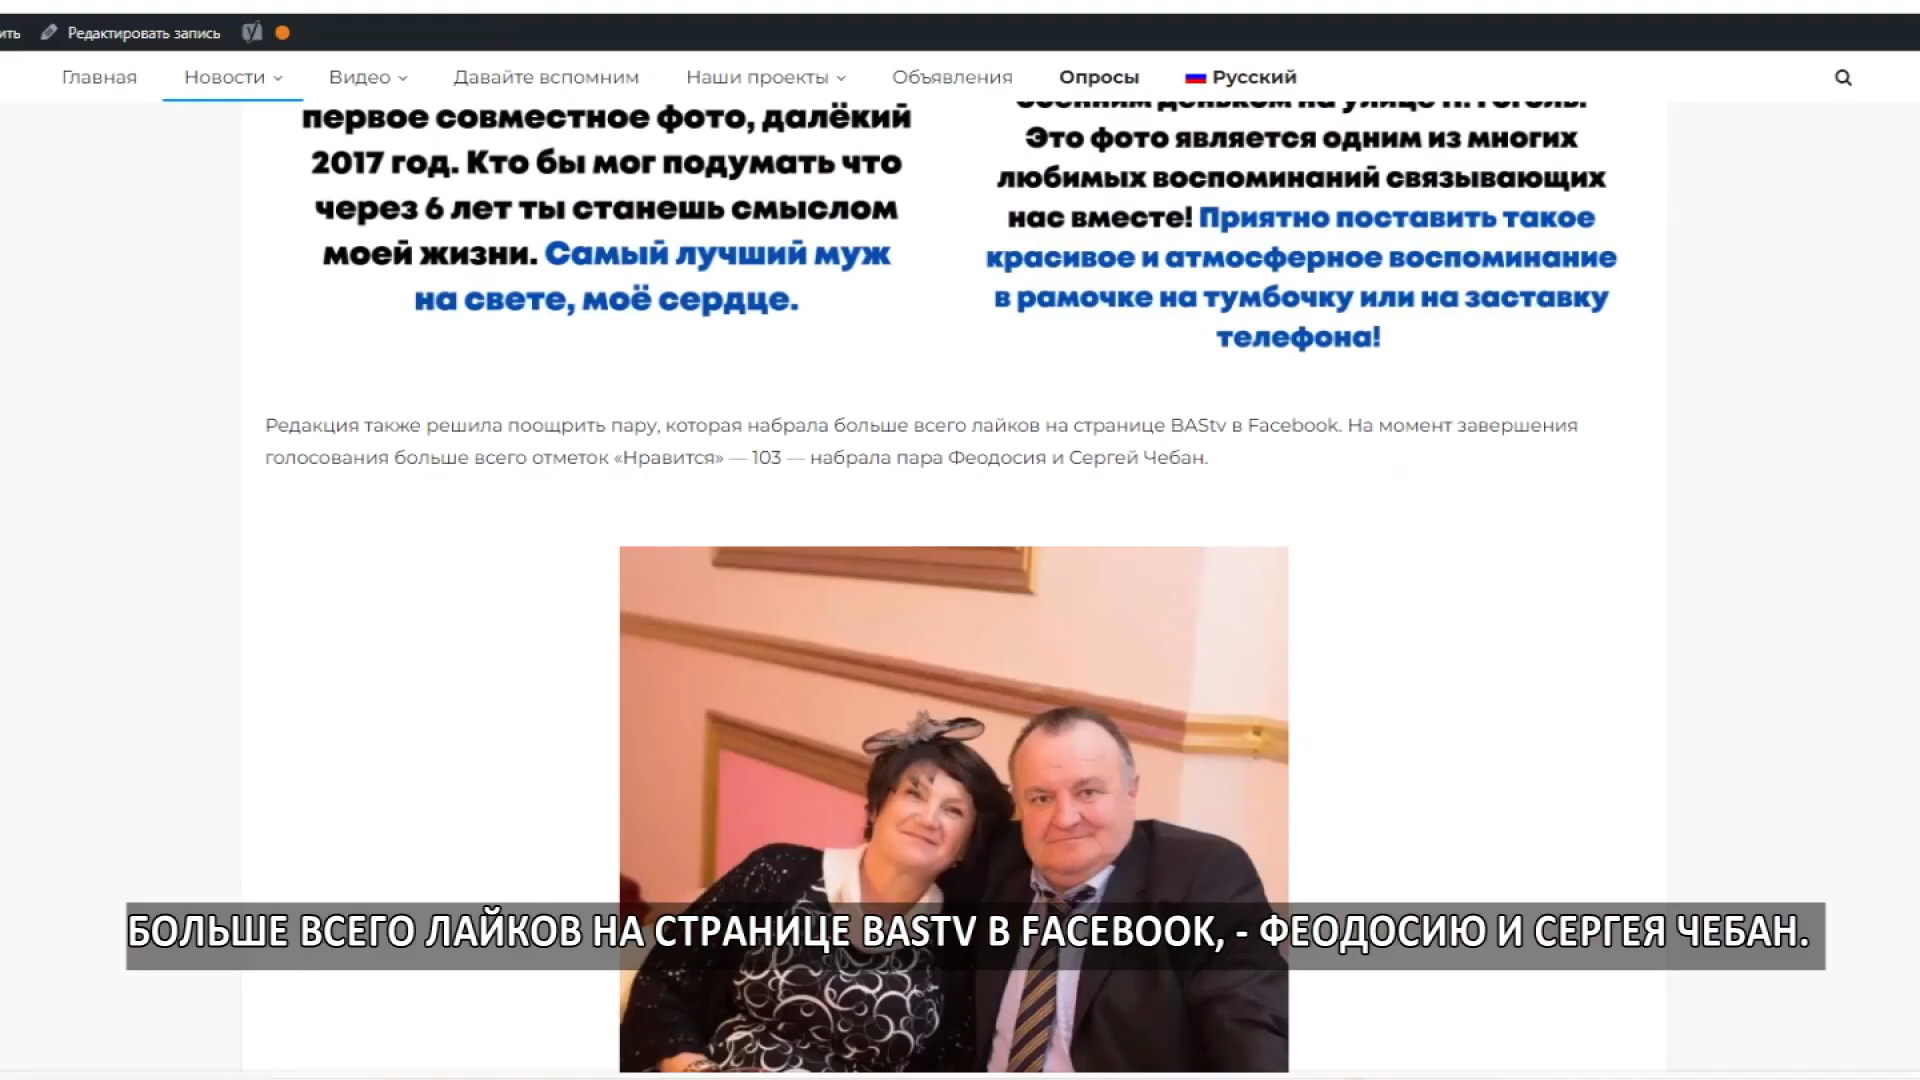 ить Редактировать запись
Главная Новости Видео Давайте вспомним Наши проекты Объявления Опросы Русский
первое совместное фото, далёкий
2017 год. Кто бы мог подумать что
через 6 лет ты станешь смыслом
моей жизни. Самый лучший муж
на свете, моё сердце.
осенним деньком на улице Н. Гоголь.
Это фото является одним из многих
любимых воспоминаний связывающих
нас вместе! Приятно поставить такое
красивое и атмосферное воспоминание
в рамочке на тумбочку или на заставку
телефона!
Редакция также решила поощрить пару, которая набрала больше всего лайков на странице BAStv в Facebook. На момент завершения
голосования больше всего отметок «Нравится» — 103 — набрала пара Феодосия и Сергей Чебан.
БОЛЬШЕ ВСЕГО ЛАЙКОВ НА СТРАНИЦЕ BASTV В FACEBOOK, - ФЕОДОСИЮ И СЕРГЕЯ ЧЕБАН.